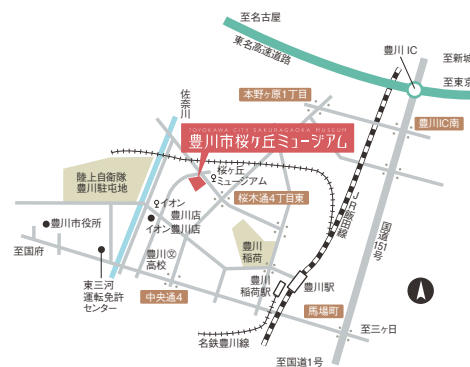 至名古屋
東名高速道路
豊川 IC
至新城
至東京
佐奈川
本野ヶ原1丁目
豊川IC南
TOYOKAWA CITY SAKURAGAOKA MUSEUM
豊川市桜ヶ丘ミュージアム
陸上自衛隊
豊川駐屯地
桜ヶ丘
ミュージアム
桜木通4丁目東
JR飯田線
国道151号
イオン
豊川店
イオン豊川店
豊川市役所
至国府
豊川
高校
文
豊川
稲荷
東三河
運転免許
センター
中央通4
豊川
稲荷駅
豊川駅
馬場町
至三ヶ日
名鉄豊川線
至国道1号